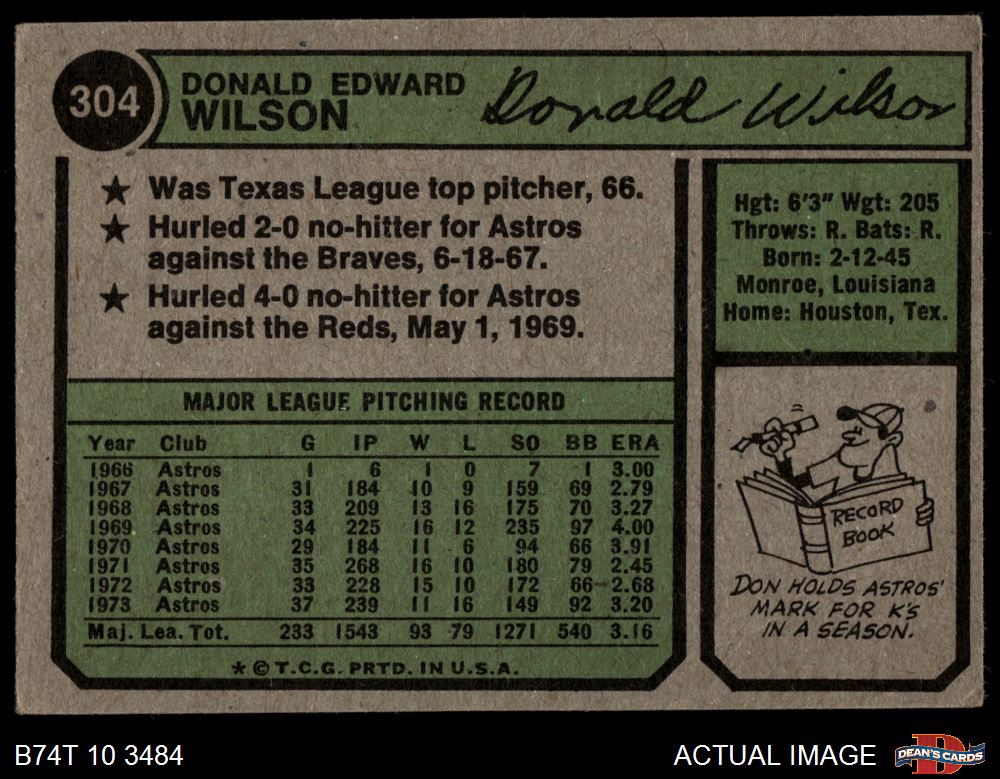 304
DONALD EDWARD
WILSON
Donald Wilson
★ Was Texas League top pitcher, 66.
★ Hurled 2-0 no-hitter for Astros
against the Braves, 6-18-67.
★ Hurled 4-0 no-hitter for Astros
against the Reds, May 1, 1969.
Hgt: 6'3" Wgt: 205
Throws: R. Bats: R.
Born: 2-12-45
Monroe, Louisiana
Home: Houston, Tex.
MAJOR LEAGUE PITCHING RECORD
Year Club G IP W L SO BB ERA
1966 Astros 1 6 1 0 7 1 3.00
1967 Astros 31 184 10 9 159 69 2.79
1968 Astros 33 209 13 16 175 70 3.27
1969 Astros 34 225 16 12 235 97 4.00
1970 Astros 29 184 11 6 94 66 3.91
1971 Astros 35 268 16 10 180 79 2.45
1972 Astros 33 228 15 10 172 66 2.68
1973 Astros 37 239 11 16 149 92 3.20
Maj. Lea. Tot. 233 1543 93 79 1271 540 3.16
* © T.C.G. PRTD. IN U.S.A.
RECORD
BOOK
DON HOLDS ASTROS'
MARK FOR K'S
IN A SEASON.
B74T 10 3484
ACTUAL IMAGE
DEAN'S CARDS